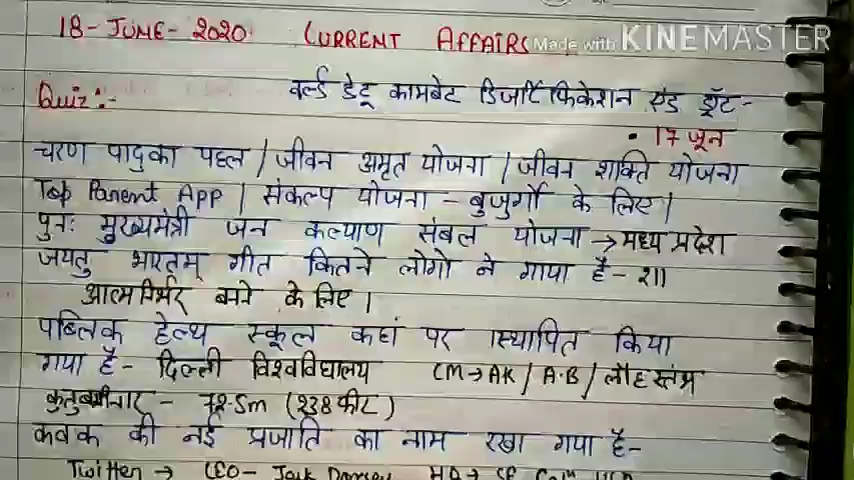 18-JUNE-2020 CURRENT AFFAIRS Made with KINEMASTER
Quiz:- वर्ल्ड डेटू कामबेट डिजर्टिफिकेशन एंड ड्रॉट-
• 17 जून
चरण पादुका पहल / जीवन अमृत योजना / जीवन शक्ति योजना
Top Parent App / संकल्प योजना - बुजुर्गो के लिए।
पुनः मुख्यमंत्री जन कल्याण संबल योजना → मध्य प्रदेश
जयतु भारतम् गीत कितने लोगो ने गाया है - 211
आत्मनिर्भर बनने के लिए।
पब्लिक हेल्थ स्कूल कहां पर स्थापित किया
गया है - दिल्ली विश्वविद्यालय CM→AK / A.B / लौह स्तंभ
कुतुबमीनार - 72.5m (238 फीट)
कवक की नई प्रजाति का नाम रखा गया है-
Twitter → CEO- Jack Dorsey HQ→